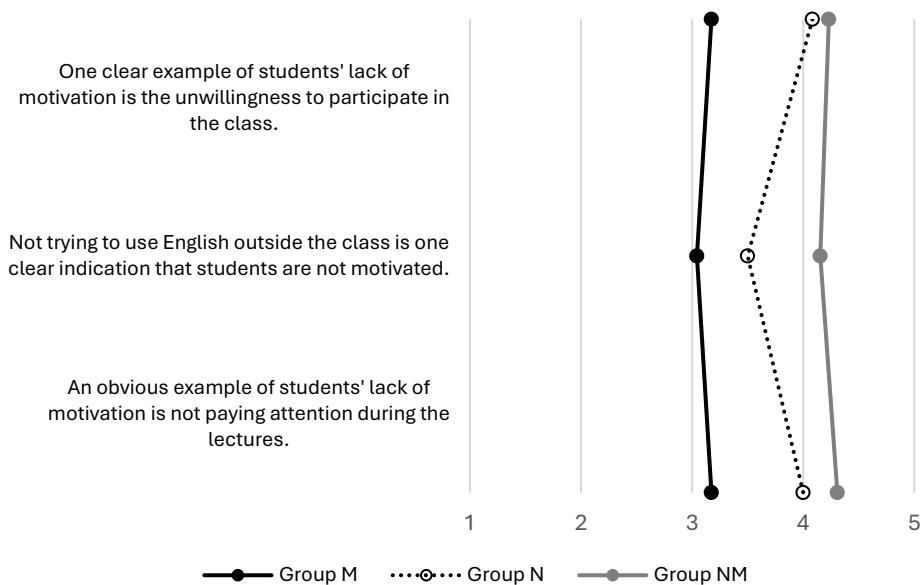 One clear example of students' lack of
motivation is the unwillingness to participate in
the class.
Not trying to use English outside the class is one
clear indication that students are not motivated.
An obvious example of students' lack of
motivation is not paying attention during the
lectures.
1 2 3 4 5
Group M Group N Group NM